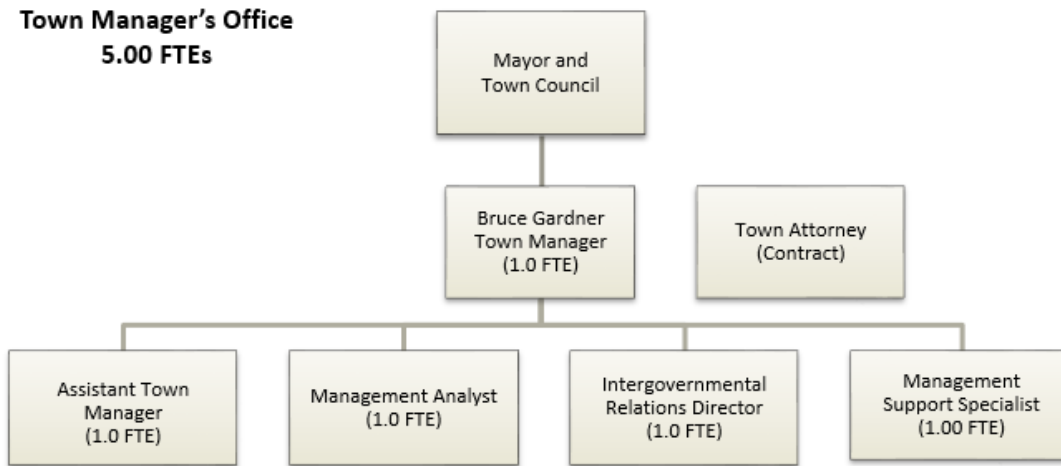 Town Manager's Office
5.00 FTEs
Mayor and
Town Council
Bruce Gardner
Town Manager
(1.0 FTE)
Town Attorney
(Contract)
Assistant Town
Manager
(1.0 FTE)
Management Analyst
(1.0 FTE)
Intergovernmental
Relations Director
(1.0 FTE)
Management
Support Specialist
(1.00 FTE)